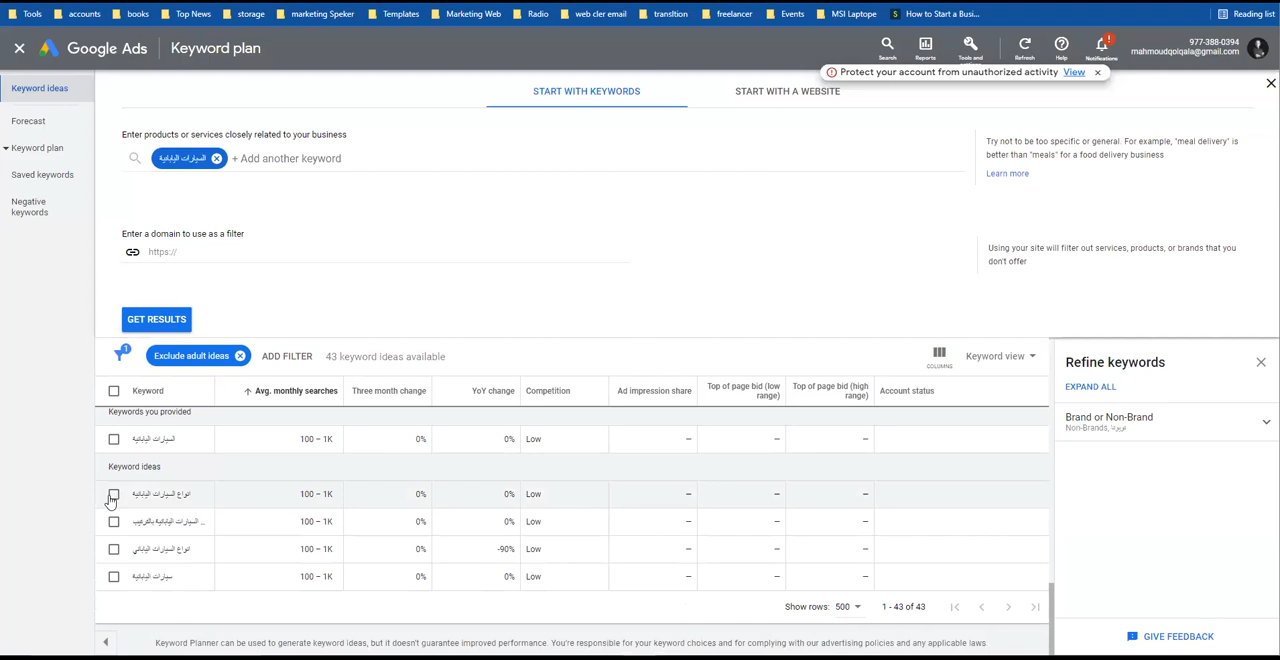 Tools accounts books Top News storage marketing Speker Templates Marketing Web Radio web cler email transltion freelancer Events MSI Laptope How to Start a Busi... Reading list
Google Ads Keyword plan Search Reports Tools and Refresh Help Notifications 977-388-0394
mahmoudqolqala@gmail.com
Protect your account from unauthorized activity View
Keyword ideas
Forecast
Keyword plan
Saved keywords
Negative
keywords
START WITH KEYWORDS START WITH A WEBSITE
Enter products or services closely related to your business
السيارات اليابانية + Add another keyword
Try not to be too specific or general. For example, "meal delivery" is
better than "meals" for a food delivery business
Learn more
Enter a domain to use as a filter
https://
Using your site will filter out services, products, or brands that you
don't offer
GET RESULTS
1 Exclude adult ideas ADD FILTER 43 keyword ideas available COLUMNS Keyword view
Keyword Avg. monthly searches Three month change YoY change Competition Ad impression share Top of page bid (low range) Top of page bid (high range) Account status
Keywords you provided
السيارات اليابانية 100 – 1K 0% 0% Low – – –
Keyword ideas
انواع السيارات اليابانية 100 – 1K 0% 0% Low – – –
السيارات اليابانية بالترتيب ... 100 – 1K 0% 0% Low – – –
انواع السيارات الياباني 100 – 1K 0% -90% Low – – –
سيارات اليابانية 100 – 1K 0% 0% Low – – –
Show rows: 500 1 - 43 of 43
Keyword Planner can be used to generate keyword ideas, but it doesn't guarantee improved performance. You're responsible for your keyword choices and for complying with our advertising policies and any applicable laws.
Refine keywords
EXPAND ALL
Brand or Non-Brand
Non-Brands, تويوتا
GIVE FEEDBACK